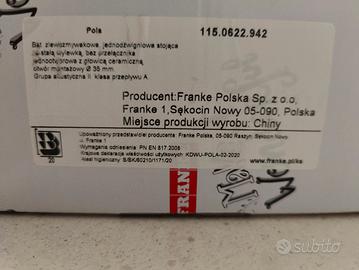 Pola
115.0622.942
Bat. zlewozmywakowa, jednodźwigniowa stojąca
ze stałą wylewką, bez przełącznika
jednootworowa z głowicą ceramiczną
otwór montażowy Ø 35 mm
Grupa akustyczna II klasa przepływu A
Producent:Franke Polska Sp. z o.o,
Franke 1,Sękocin Nowy 05-090, Polska
Miejsce produkcji wyrobu: Chiny
B
20
Upoważniony przedstawiciel producenta: Franke Polska, 05-090 Raszyn, Sękocin Nowy
u. Franke 1
Wymagania odniesienia: PN EN 817:2008
Krajowa deklaracja właściwości użytkowych: KDWU-POLA-02-2020
Atest higieniczny: B/BK/60210/1171/20
www.franke.pl/ks
FRAN
subito